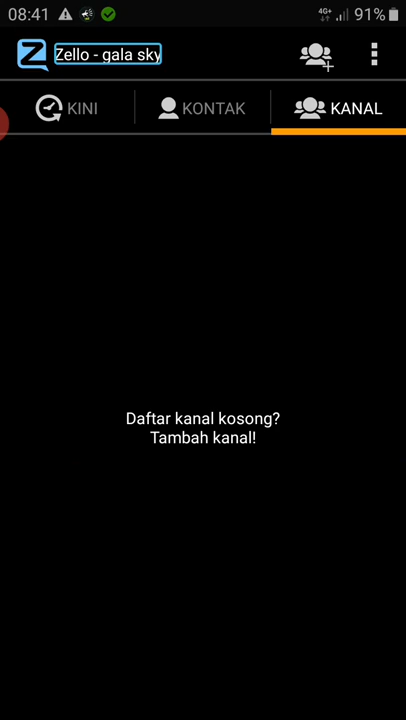 08:41
4G+
91%
Zello - gala sky
KINI
KONTAK
KANAL
Daftar kanal kosong?
Tambah kanal!